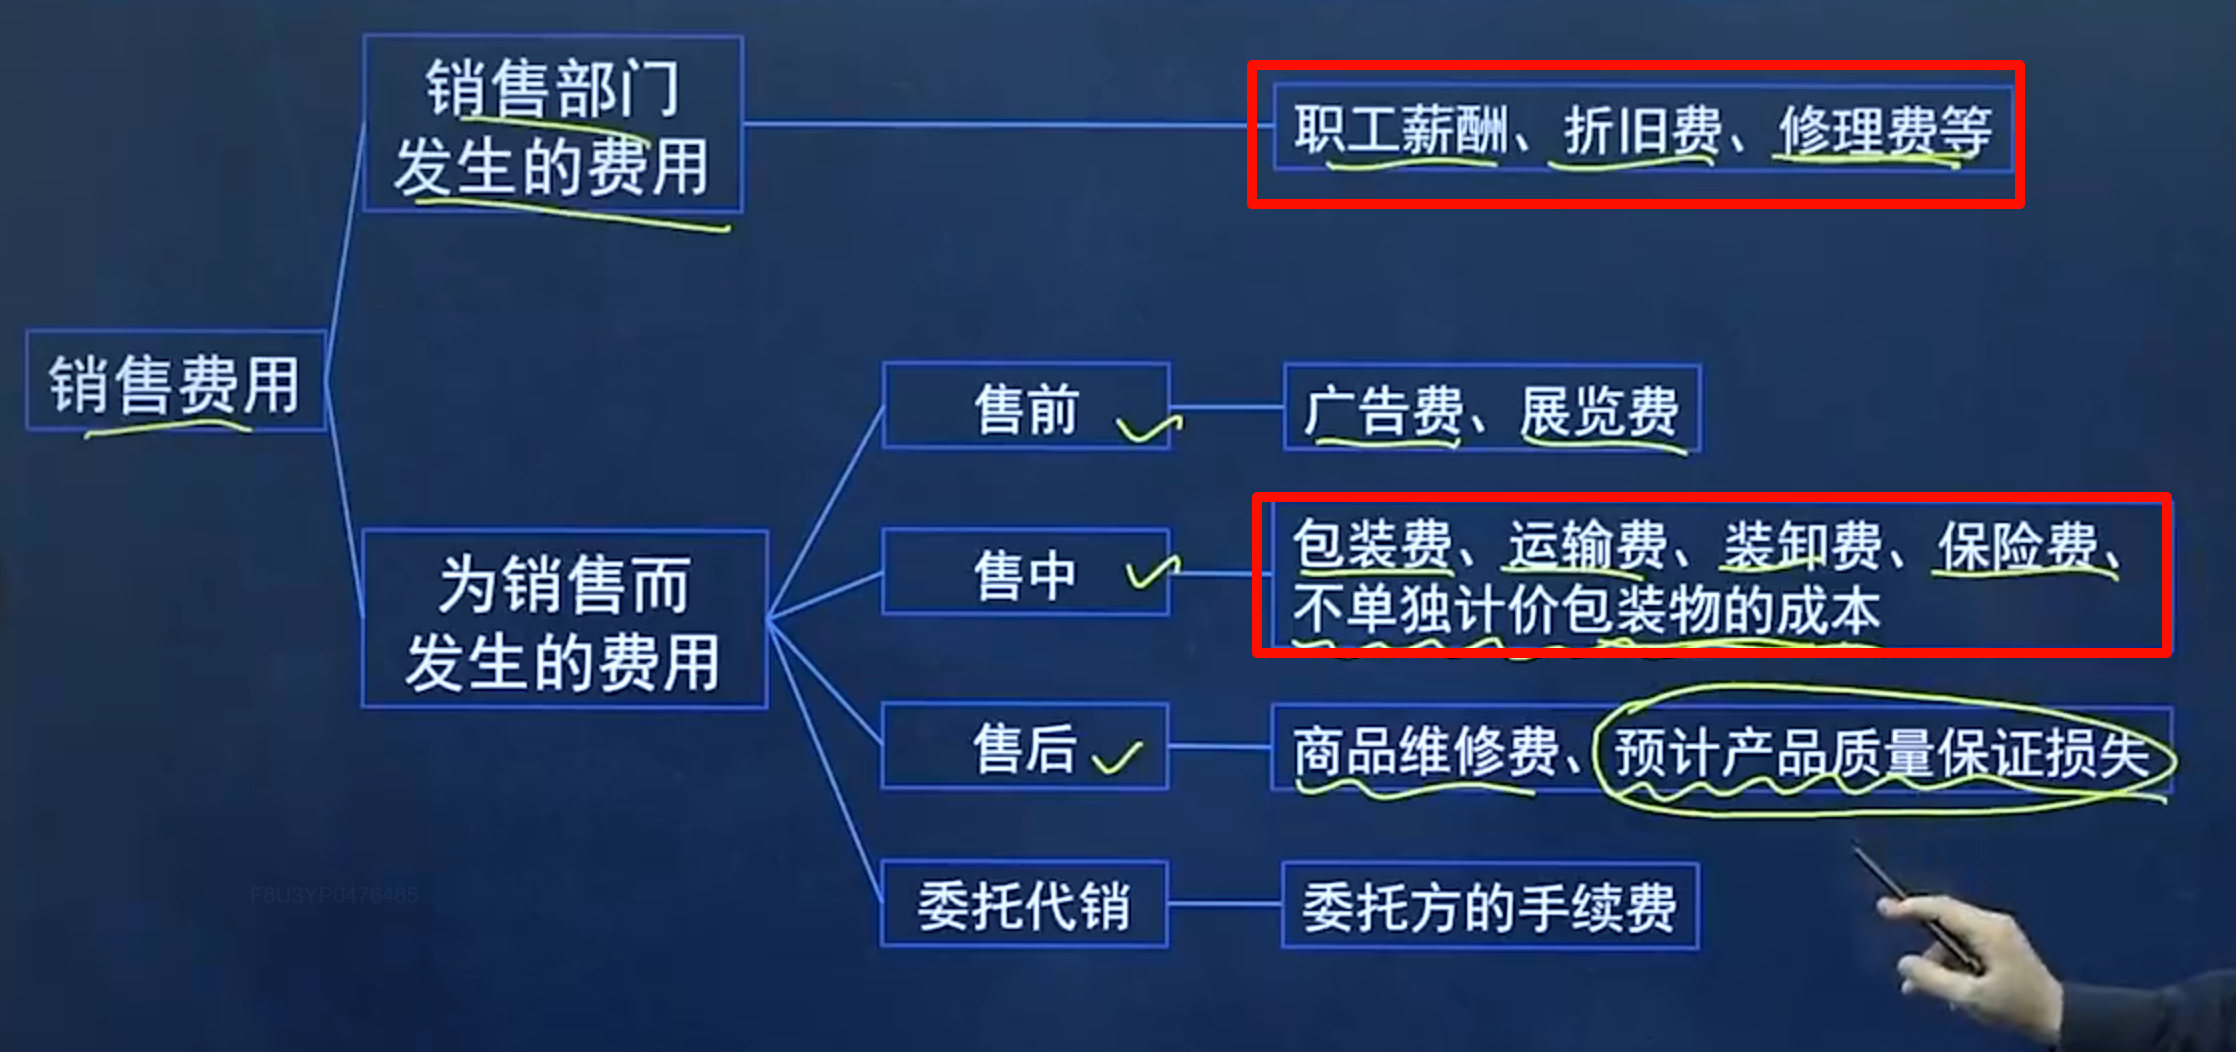 销售部门
发生的费用
职工薪酬、折旧费、修理费等
销售费用
售前
广告费、展览费
为销售而
发生的费用
售中
包装费、运输费、装卸费、保险费、
不单独计价包装物的成本
售后
商品维修费、预计产品质量保证损失
委托代销
委托方的手续费
F8U3YP0476485